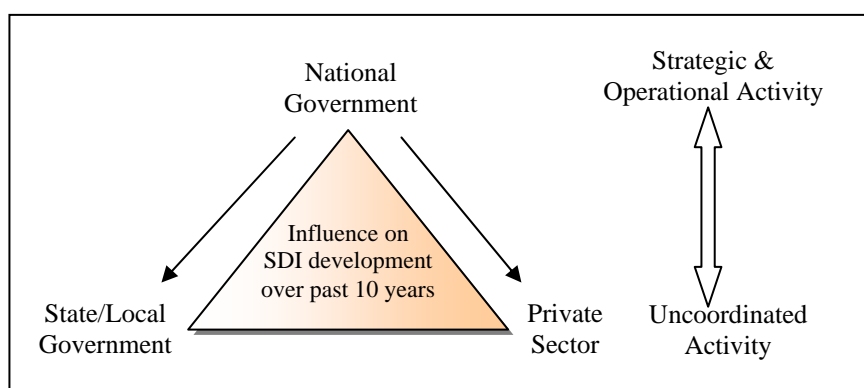 National
Government
Strategic &
Operational Activity
Influence on
SDI development
over past 10 years
State/Local
Government
Private
Sector
Uncoordinated
Activity